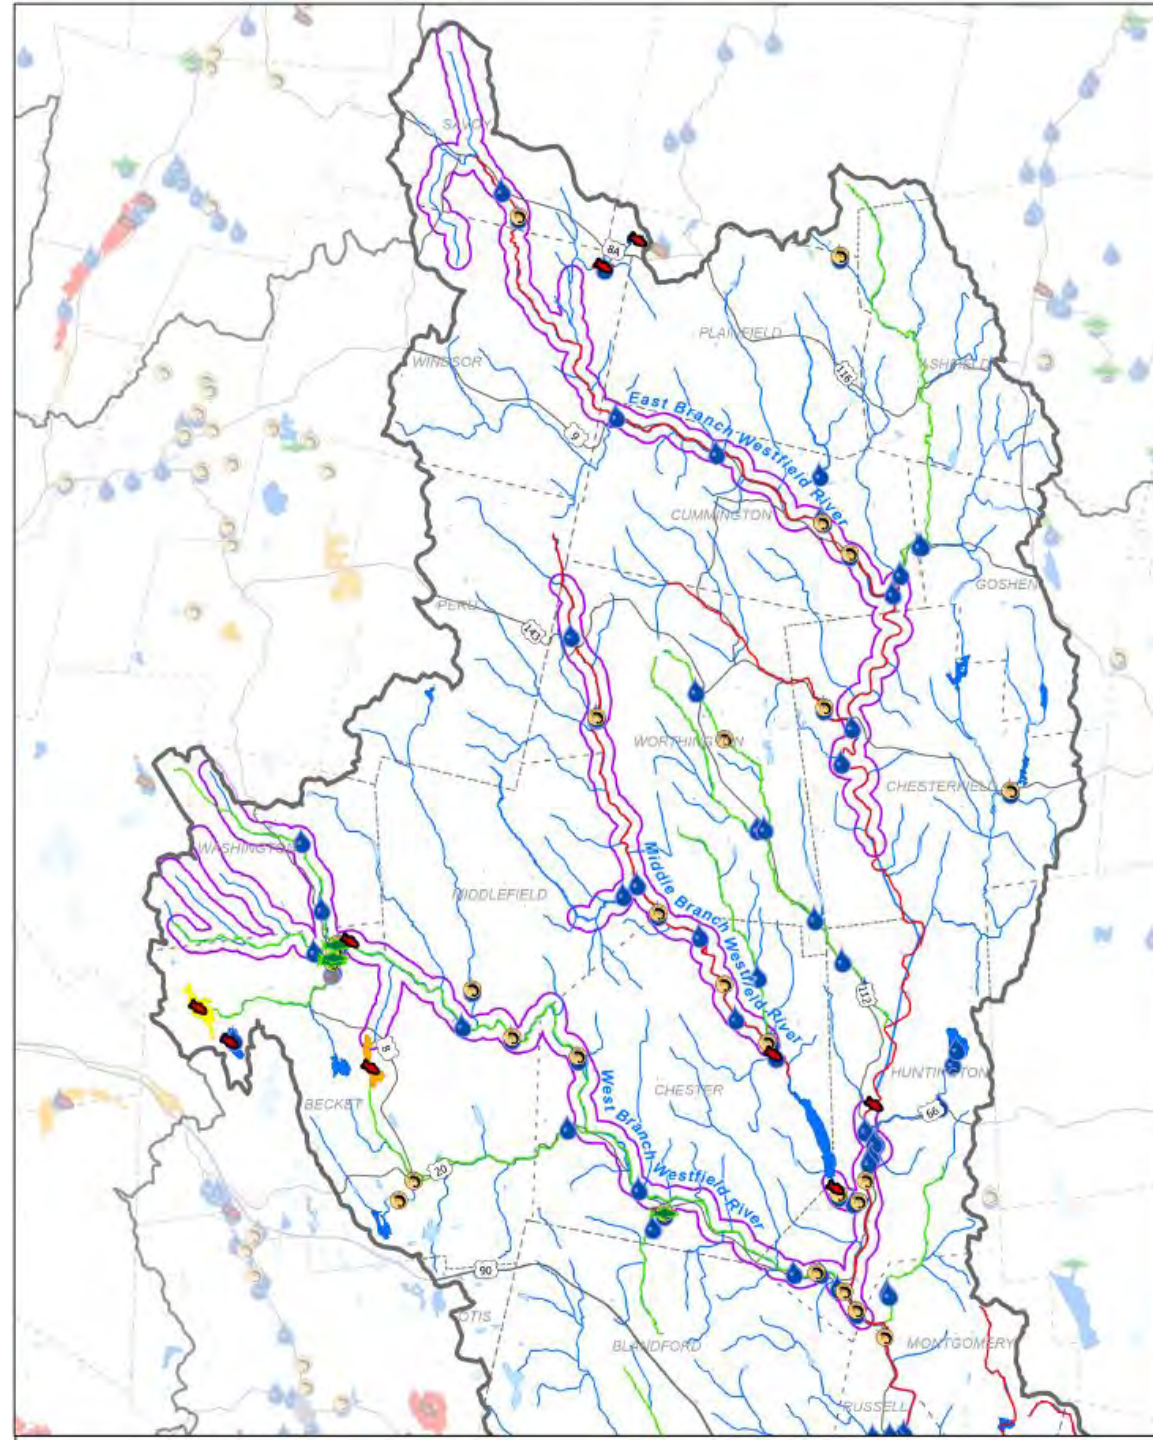 SAVOY
8A
PLAINFIELD
WINDSOR
ASHFIELD
116
East Branch Westfield River
9
CUMMINGTON
GOSHEN
PERU
143
WORTHINGTON
CHESTERFIELD
WASHINGTON
Middle Branch Westfield River
MIDDLEFIELD
112
8
HUNTINGTON
CHESTER
BECKET
66
West Branch Westfield River
20
90
OTIS
BLANDFORD
MONTGOMERY
RUSSELL